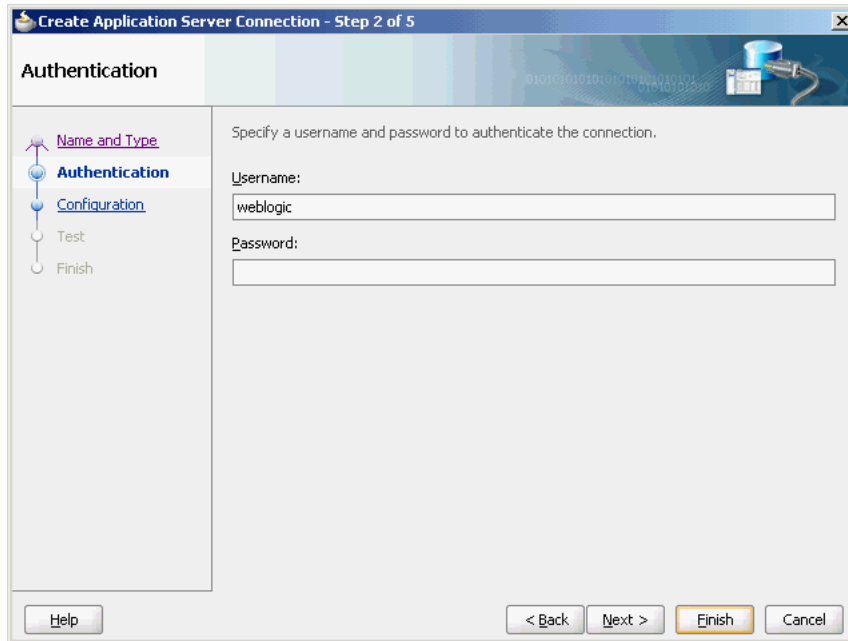 Create Application Server Connection - Step 2 of 5
Authentication
Name and Type
Authentication
Configuration
Test
Finish
Specify a username and password to authenticate the connection.
Username:
weblogic
Password:
Help
< Back
Next >
Finish
Cancel